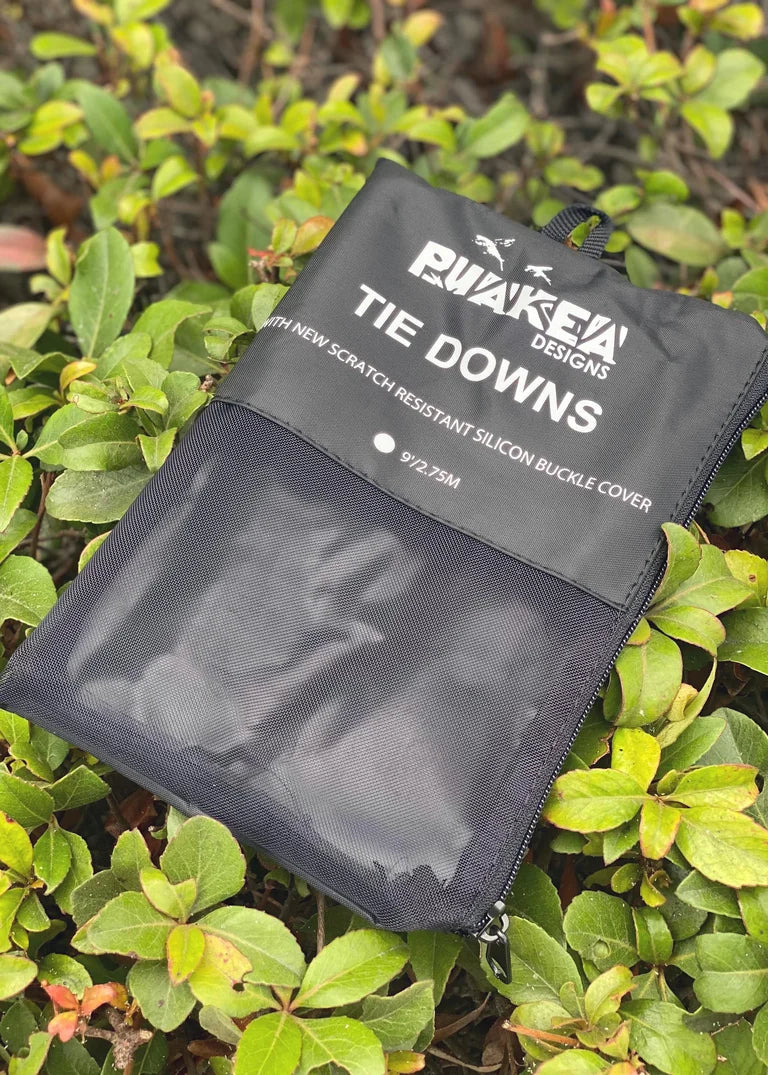 PUAKEA
DESIGNS
TIE DOWNS
WITH NEW SCRATCH RESISTANT SILICON BUCKLE COVER
9'/2.75M